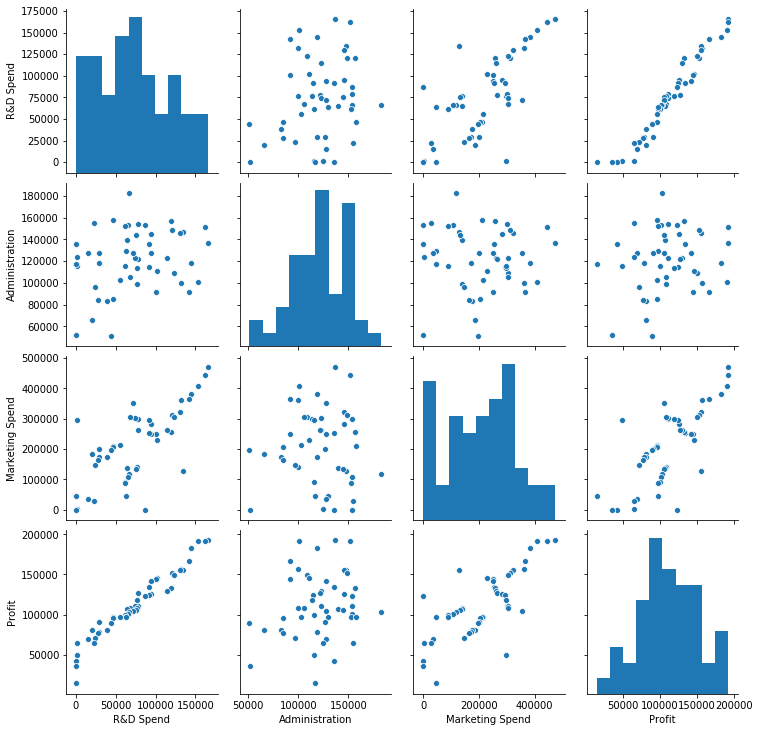 175000
150000
125000
100000
75000
50000
25000
0
R&D Spend
180000
160000
140000
120000
100000
80000
60000
Administration
500000
400000
300000
200000
100000
0
Marketing Spend
200000
150000
100000
50000
Profit
0 50000 100000 150000
R&D Spend
50000 100000 150000
Administration
0 200000 400000
Marketing Spend
50000 100000 150000 200000
Profit